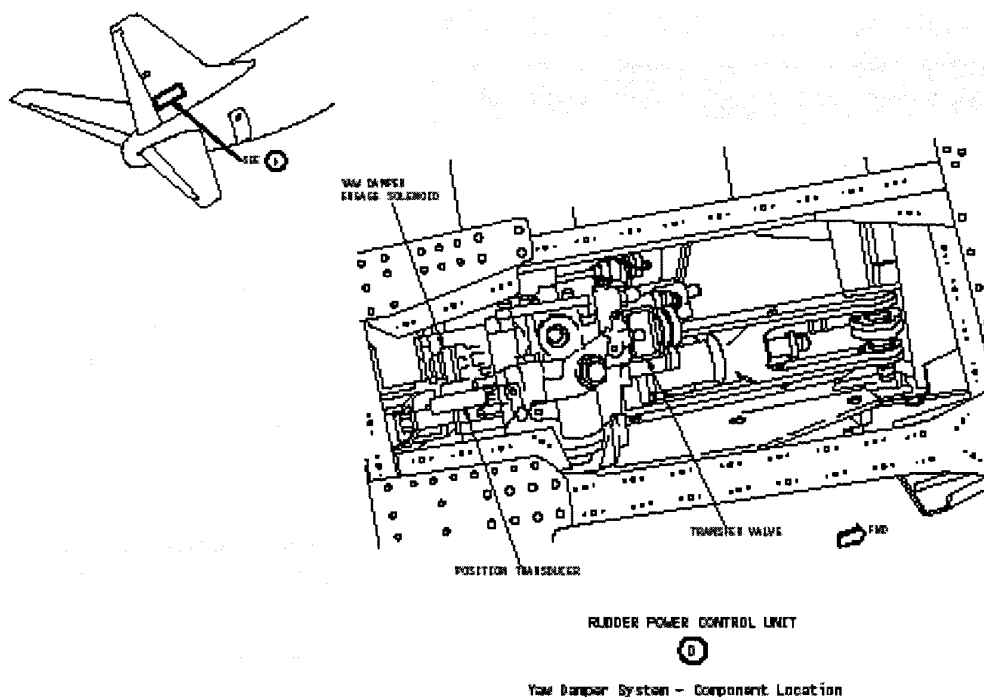 SEE
YAW DAMPER
ENGAGE SOLENOID
TRANSFER VALVE
FWD
POSITION TRANSDUCER
RUDDER POWER CONTROL UNIT
D
Yaw Damper System - Component Location